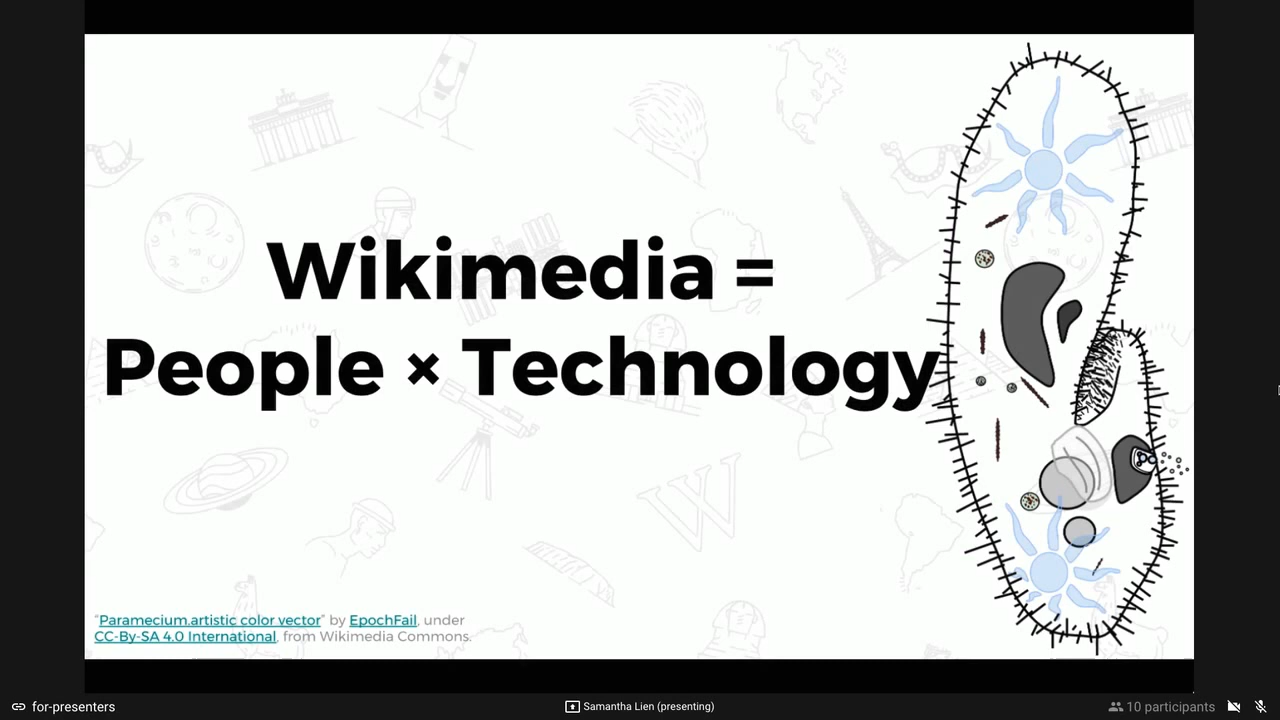 Wikimedia =
People × Technology
“Paramecium.artistic color vector” by EpochFail, under
CC-By-SA 4.0 International, from Wikimedia Commons.
for-presenters
Samantha Lien (presenting)
10 participants